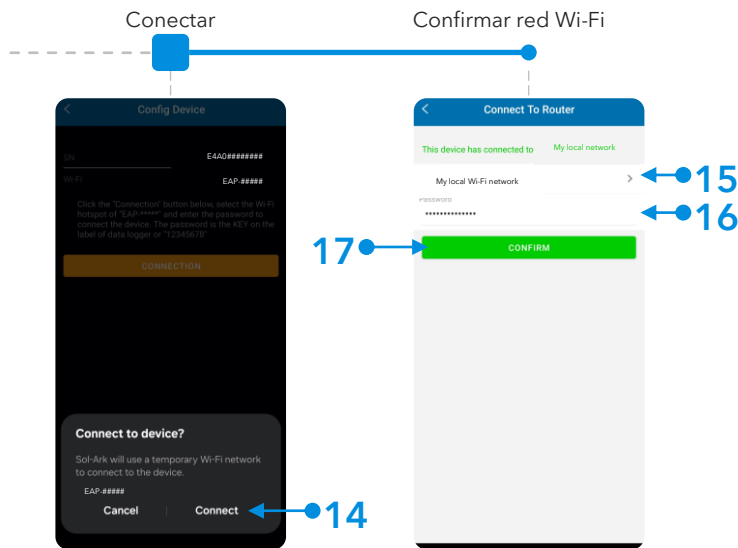 Conectar
Confirmar red Wi-Fi
Config Device
SN
E4A0########
Wi-Fi
EAP-#####
Click the "Connection" button below, select the Wi-Fi
hotspot of "EAP-*****" and enter the password to
connect the device. The password is the KEY on the
label of data logger or "12345678"
CONNECTION
Connect to device?
Sol-Ark will use a temporary Wi-Fi network
to connect to the device.
EAP-#####
Cancel
Connect
14
Connect To Router
This device has connected to
My local network
My local Wi-Fi network
15
Password
••••••••••••••
16
17
CONFIRM